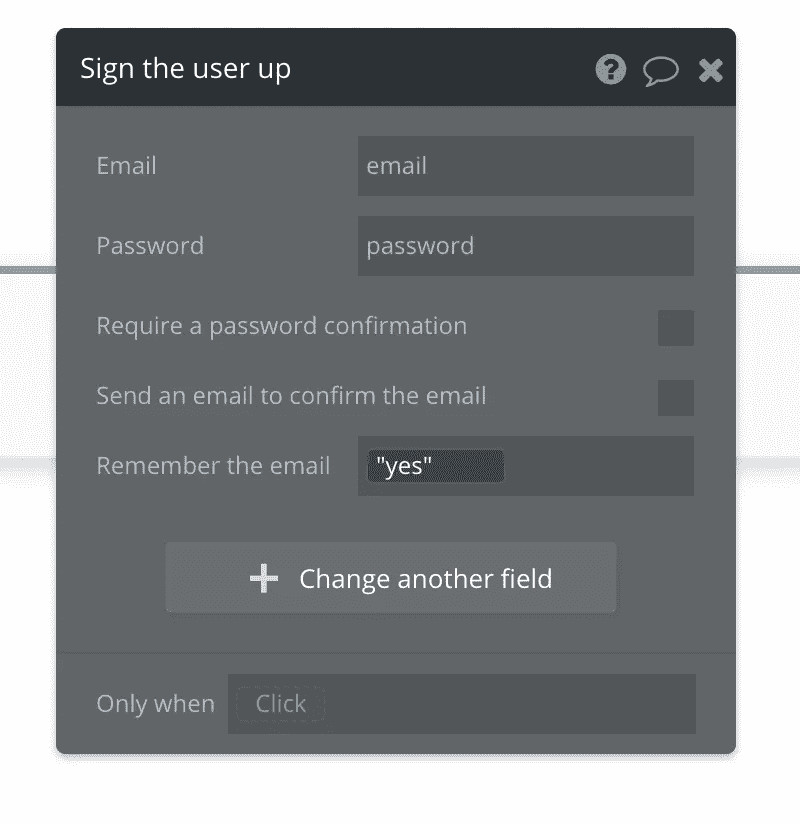 Sign the user up
Email email
Password password
Require a password confirmation
Send an email to confirm the email
Remember the email "yes"
Change another field
Only when Click